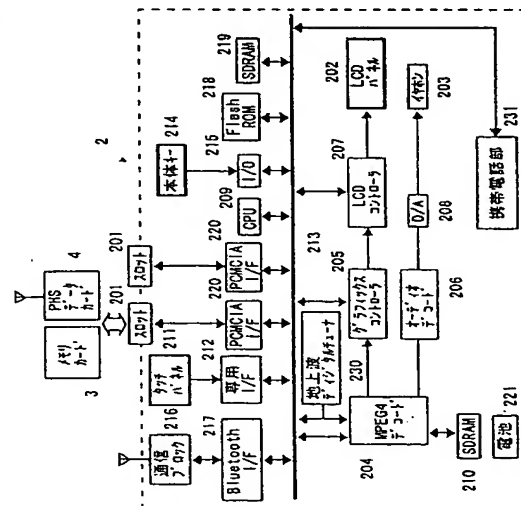 2
4
PHS
データ
カード
メモリ
カード
3
201
スロット
201
スロット
本体キー
214
215
I/O
Flash
ROM
218
SDRAM
219
209
CPU
220
PCMCIA
I/F
220
PCMCIA
I/F
211
タッチ
パネル
212
専用
I/F
216
通信
ブロック
217
Bluetooth
I/F
213
地上波
ディジタルチューナ
230
205
グラフィックス
コントローラ
207
LCD
コントローラ
202
LCD
パネル
203
イヤホン
208
D/A
206
オーディオ
デコード
204
MPEG4
デコード
210
SDRAM
221
電池
231
携帯電話部